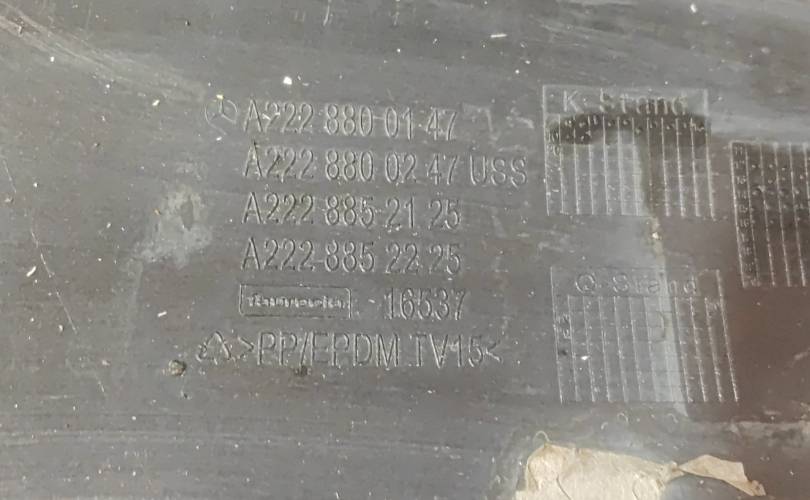 A222 880 01 47
A222 880 02 47 USS
A222 885 21 25
A222 885 22 25
16537
>PP/EPDM TV15<
K-Stand
Q-Stand